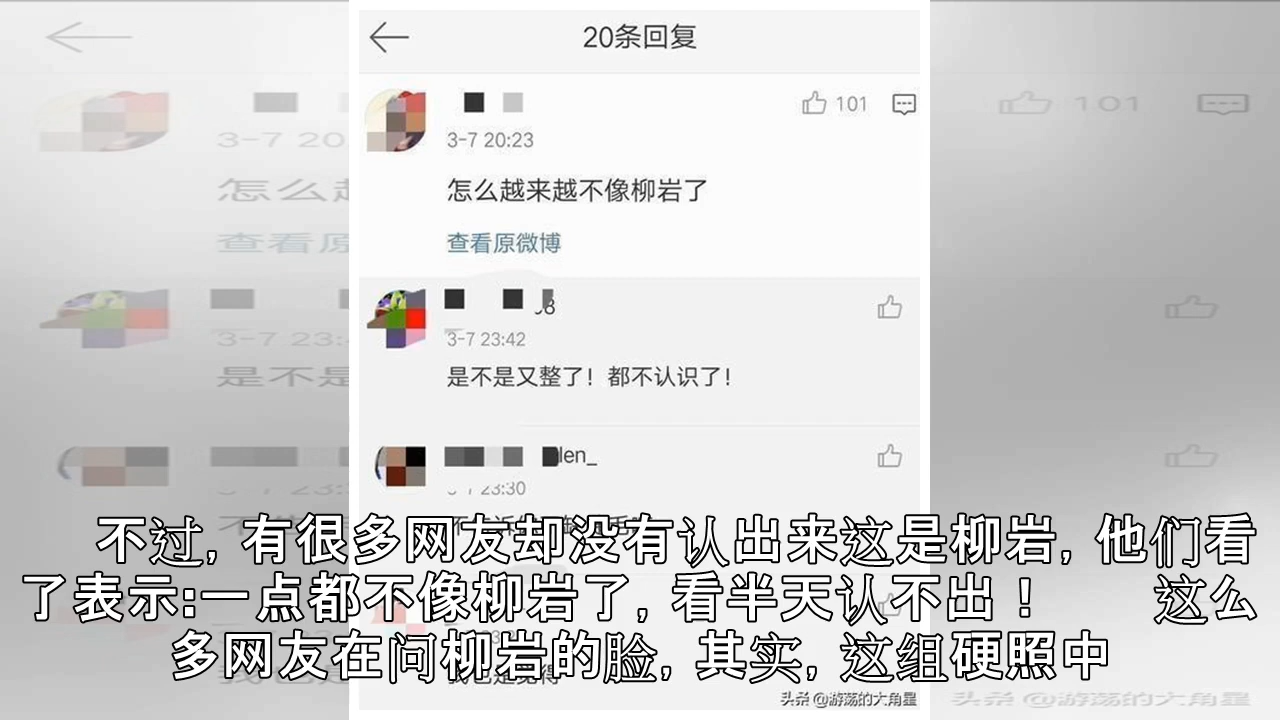 20条回复
101
3-7 20:23
怎么越来越不像柳岩了
查看原微博
3-7 23:42
是不是又整了！都不认识了！
len_
3-7 23:30
不过，有很多网友却没有认出来这是柳岩，他们看
了表示:一点都不像柳岩了，看半天认不出！ 这么
多网友在问柳岩的脸，其实，这组硬照中
头条 @游荡的大角星